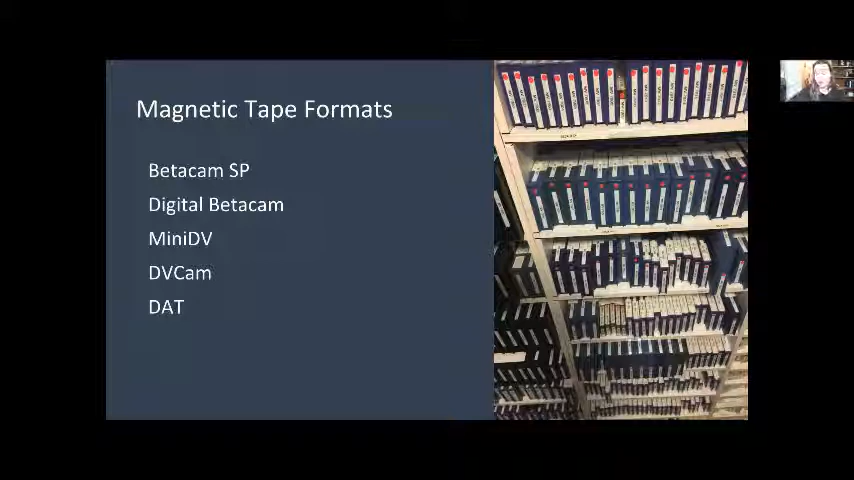 Magnetic Tape Formats
Betacam SP
Digital Betacam
MiniDV
DVCam
DAT